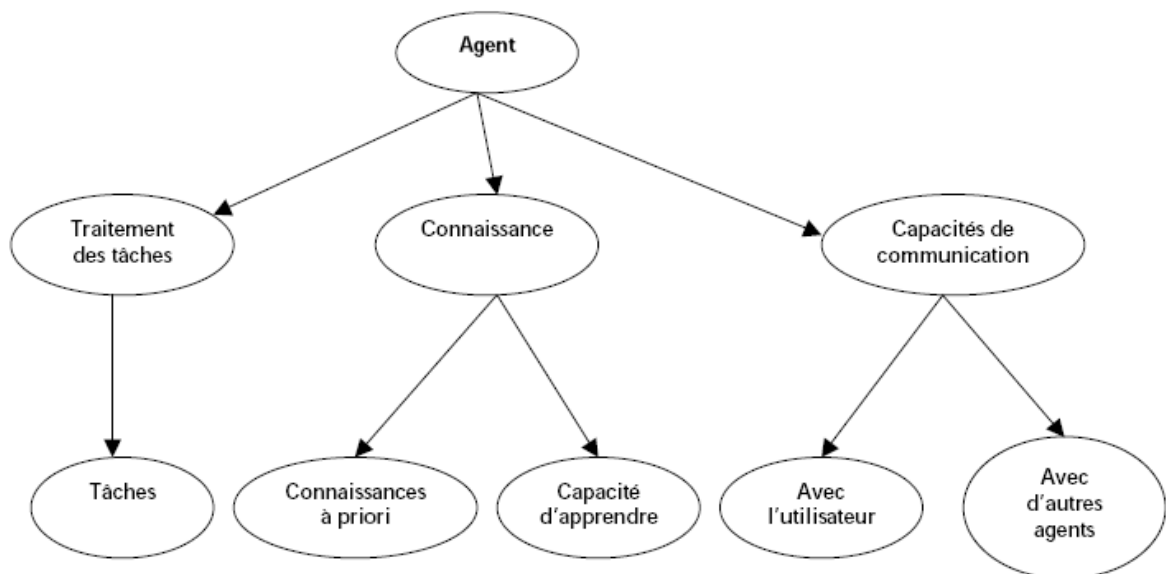 Agent
Traitement
des tâches
Connaissance
Capacités de
communication
Tâches
Connaissances
à priori
Capacité
d'apprendre
Avec
l'utilisateur
Avec
d'autres
agents